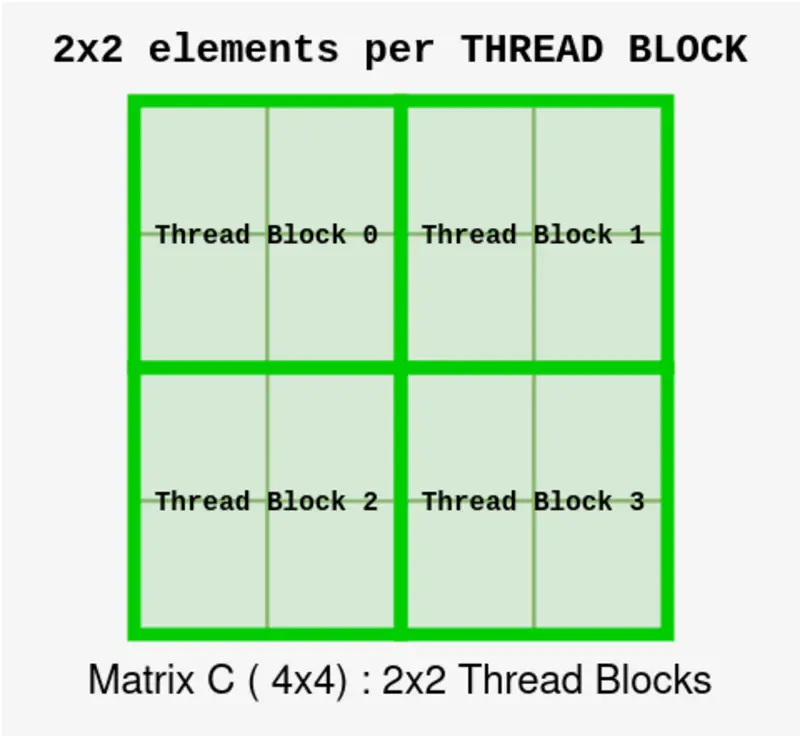 2x2 elements per THREAD BLOCK
Thread Block 0
Thread Block 1
Thread Block 2
Thread Block 3
Matrix C ( 4x4) : 2x2 Thread Blocks